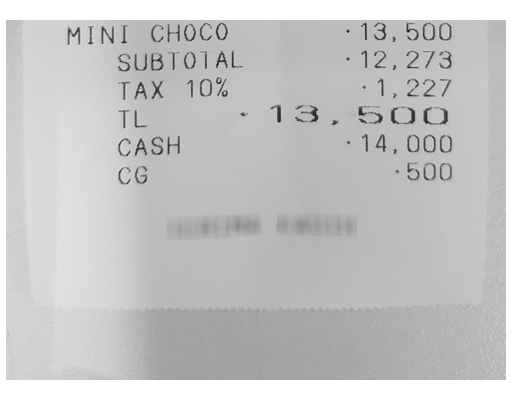 MINI CHOCO ·13,500
SUBTOTAL ·12,273
TAX 10% ·1,227
TL ·13,500
CASH ·14,000
CG ·500